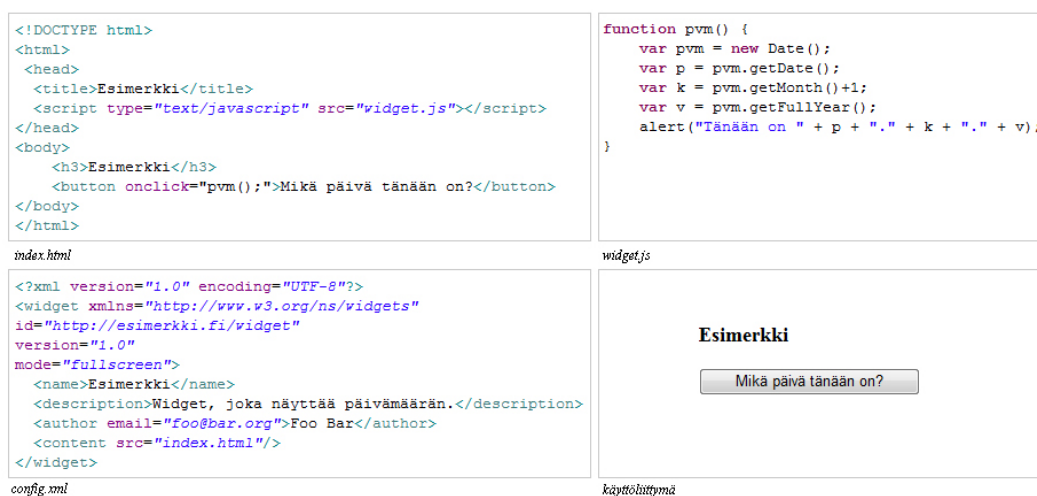 <!DOCTYPE html>
<html>
<head>
<title>Esimerkki</title>
<script type="text/javascript" src="widget.js"></script>
</head>
<body>
<h3>Esimerkki</h3>
<button onclick="pvm();">Mikä päivä tänään on?</button>
</body>
</html>
index.html
function pvm() {
var pvm = new Date();
var p = pvm.getDate();
var k = pvm.getMonth()+1;
var v = pvm.getFullYear();
alert("Tänään on " + p + "." + k + "." + v);
}
widget.js
<?xml version="1.0" encoding="UTF-8"?>
<widget xmlns="http://www.w3.org/ns/widgets"
id="http://esimerkki.fi/widget"
version="1.0"
mode="fullscreen">
<name>Esimerkki</name>
<description>Widget, joka näyttää päivämäärän.</description>
<author email="foo@bar.org">Foo Bar</author>
<content src="index.html"/>
</widget>
config.xml
Esimerkki
Mikä päivä tänään on?
käyttöliittymä